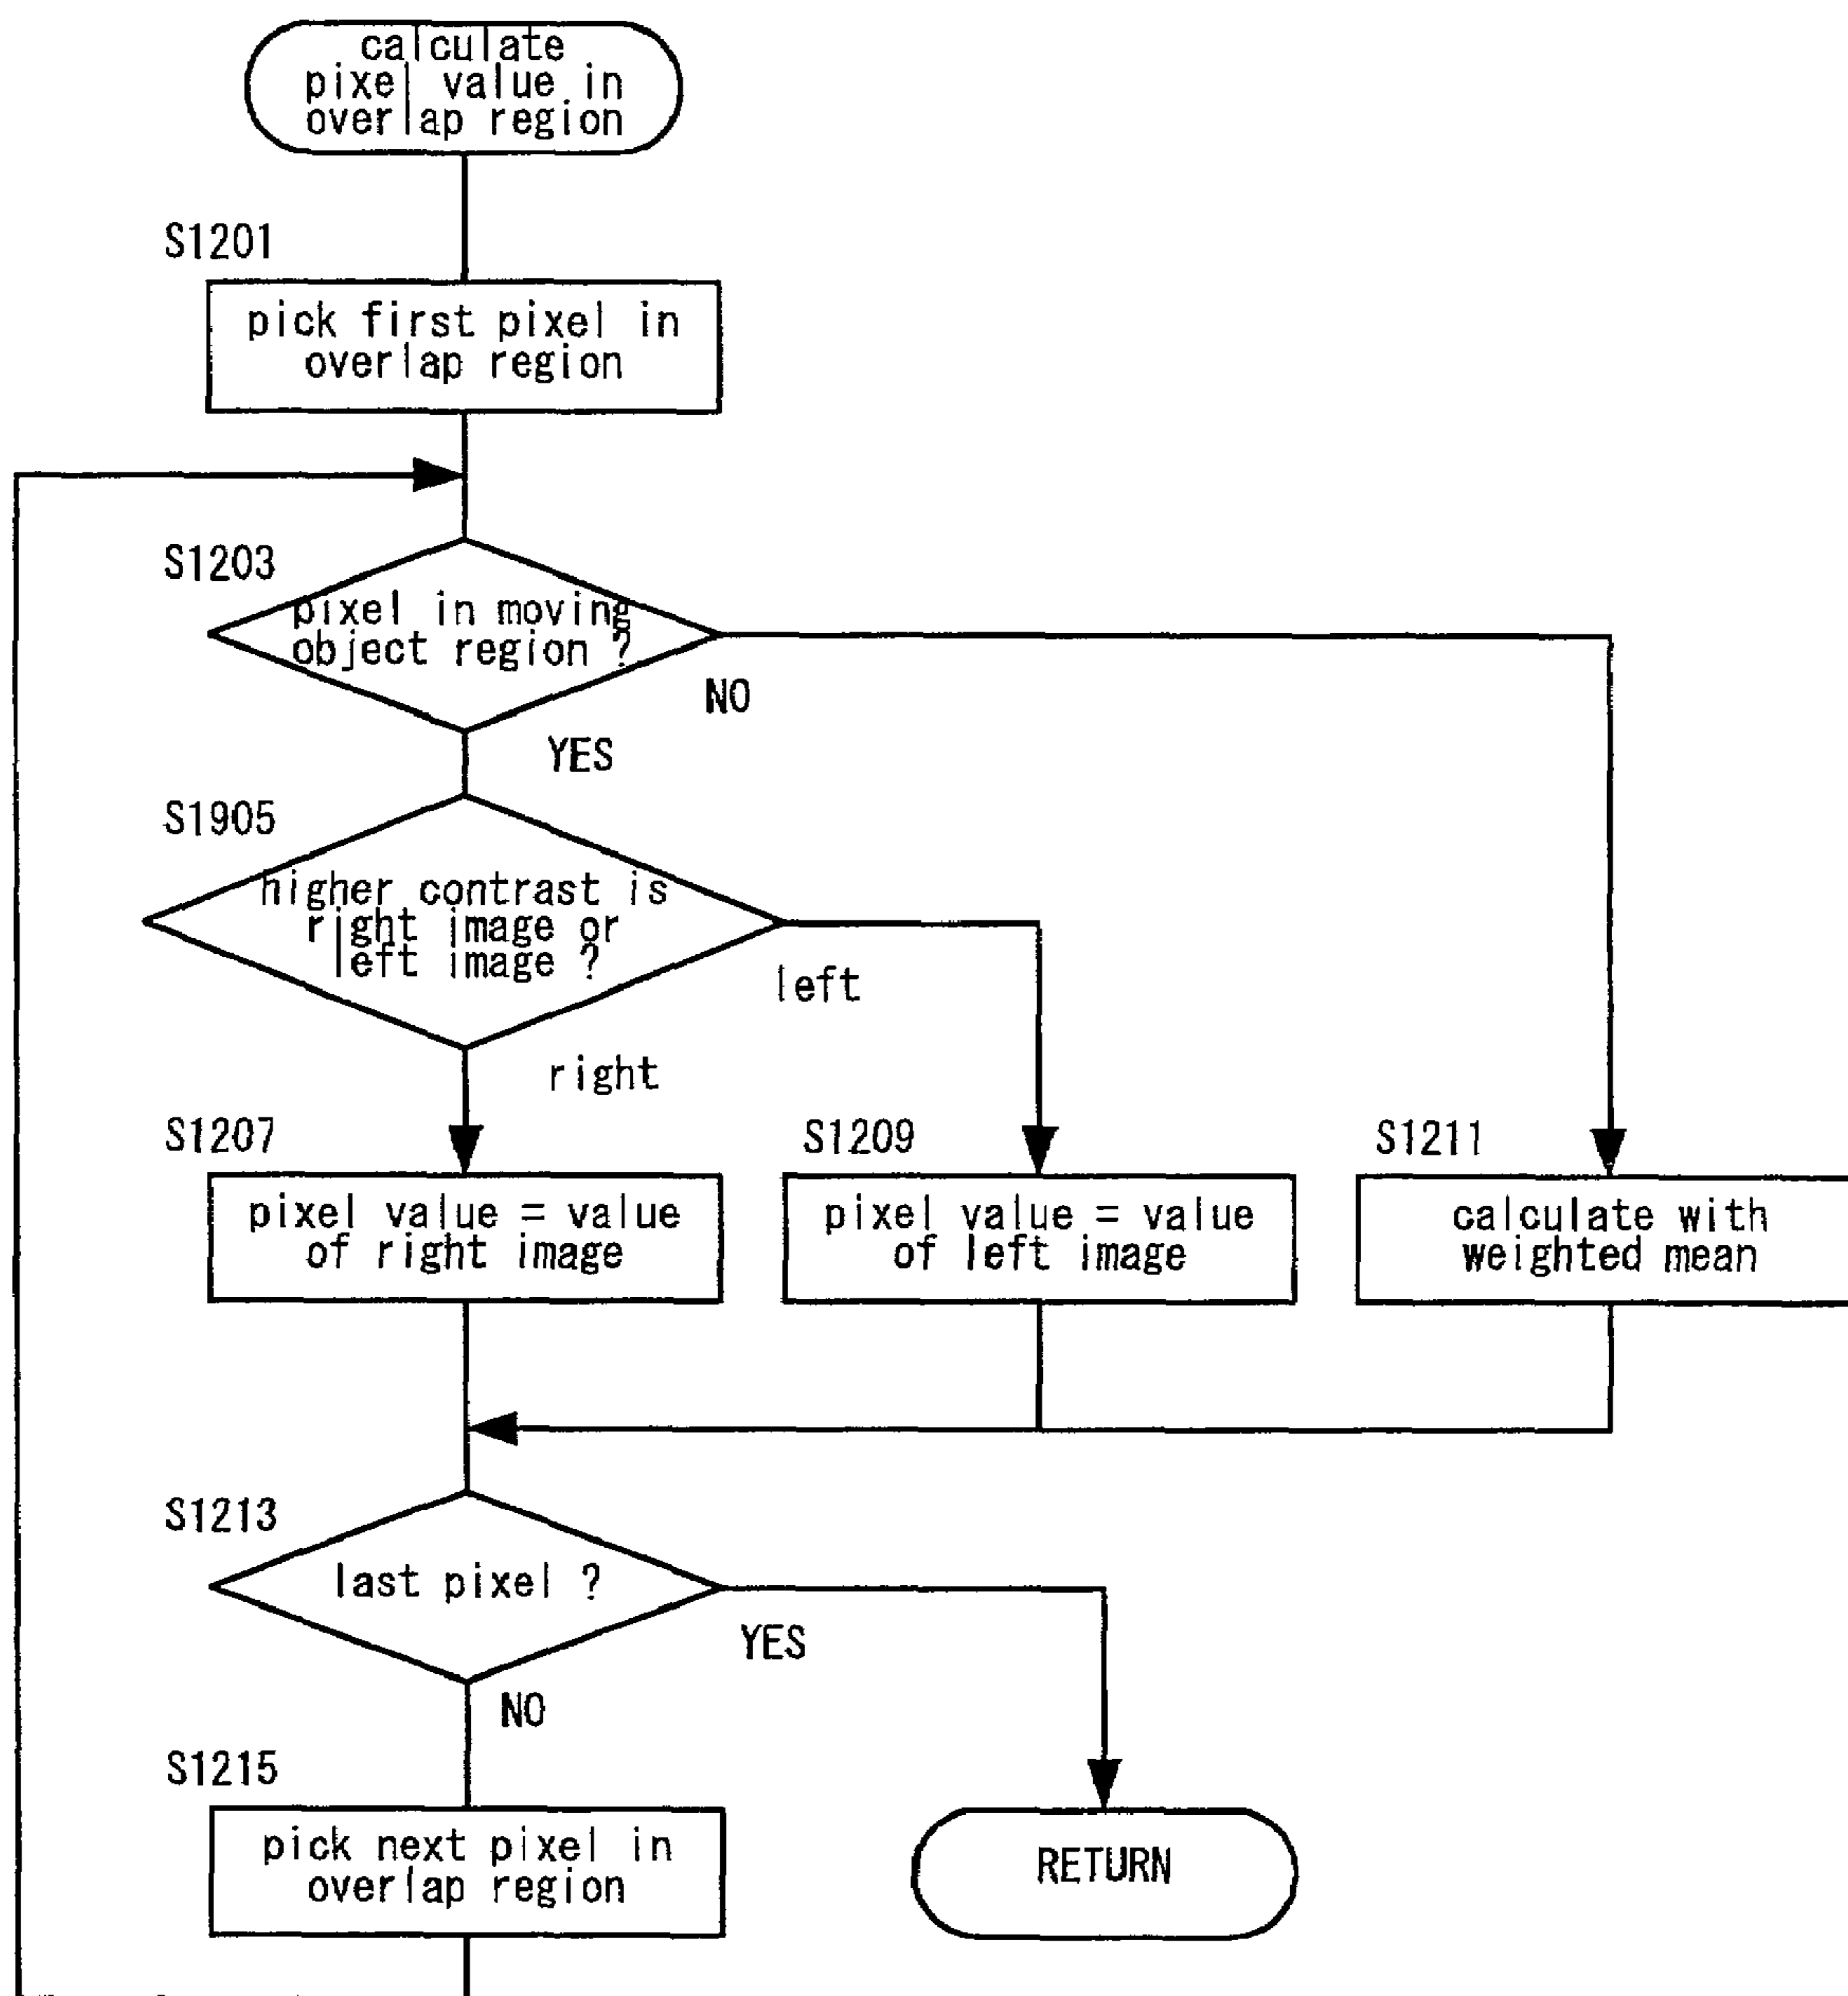 calculate
pixel value in
overlap region
S1201
pick first pixel in
overlap region
S1203
pixel in moving
object region ?
NO
YES
S1905
higher contrast is
right image or
left image ?
left
right
S1207
pixel value = value
of right image
S1209
pixel value = value
of left image
S1211
calculate with
weighted mean
S1213
last pixel ?
YES
NO
S1215
pick next pixel in
overlap region
RETURN